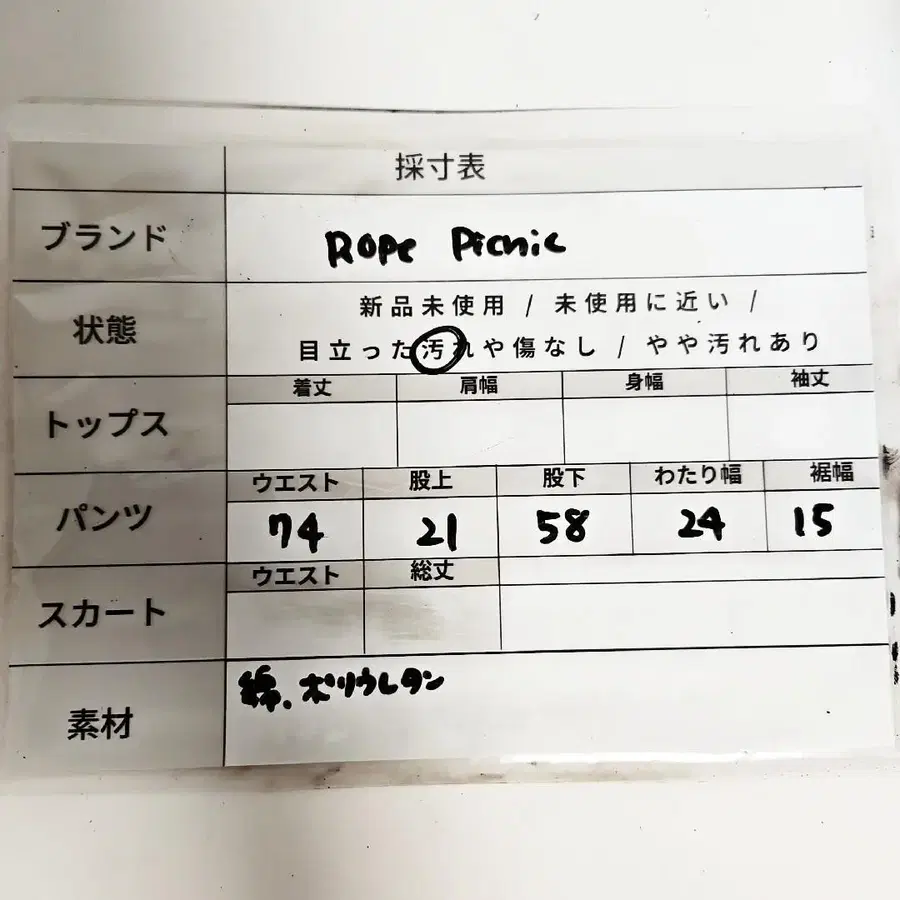 採寸表
ブランド Rope Picnic
状態 新品未使用 / 未使用に近い /
目立った汚れや傷なし / やや汚れあり
トップス 着丈 肩幅 身幅 袖丈
パンツ ウエスト 股上 股下 わたり幅 裾幅
74 21 58 24 15
スカート ウエスト 総丈
素材 綿、ポリウレタン